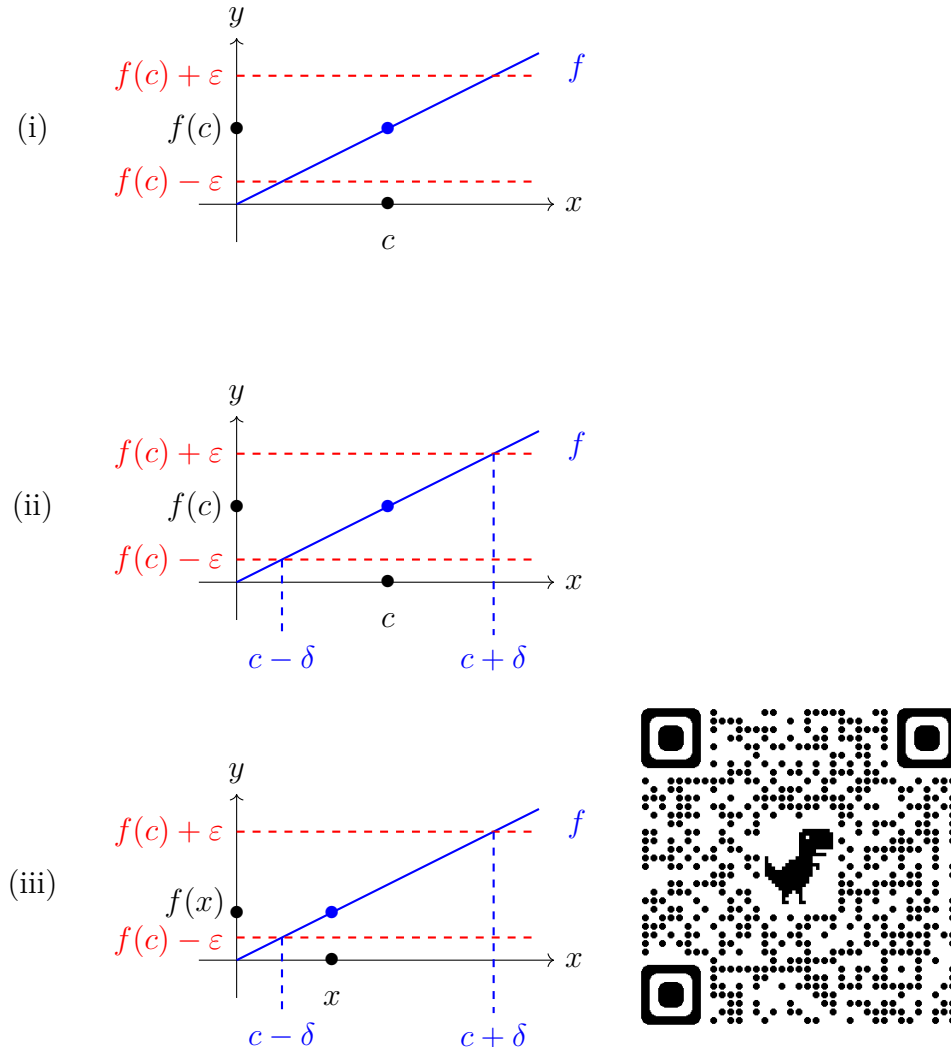 y
f(c) + ε
f
(i)
f(c)
f(c) − ε
x
c
y
f(c) + ε
f
(ii)
f(c)
f(c) − ε
x
c
c − δ
c + δ
y
f(c) + ε
f
(iii)
f(x)
f(c) − ε
x
x
c − δ
c + δ